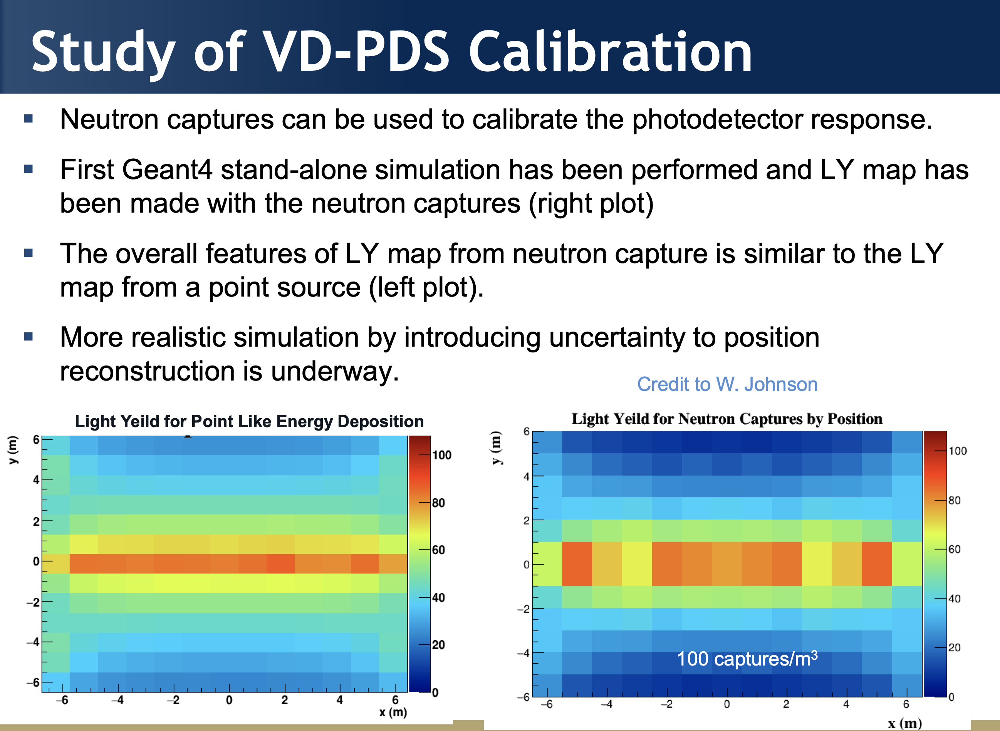 Study of VD-PDS Calibration
Neutron captures can be used to calibrate the photodetector response.
First Geant4 stand-alone simulation has been performed and LY map has
been made with the neutron captures (right plot)
The overall features of LY map from neutron capture is similar to the LY
map from a point source (left plot).
More realistic simulation by introducing uncertainty to position
reconstruction is underway.
Credit to W. Johnson
Light Yeild for Point Like Energy Deposition
y (m)
6
4
2
0
−2
−4
−6
−6 −4 −2 0 2 4 6
x (m)
100
80
60
40
20
0
Light Yeild for Neutron Captures by Position
y (m)
6
4
2
0
−2
−4
−6
100 captures/m³
−6 −4 −2 0 2 4 6
x (m)
100
80
60
40
20
0